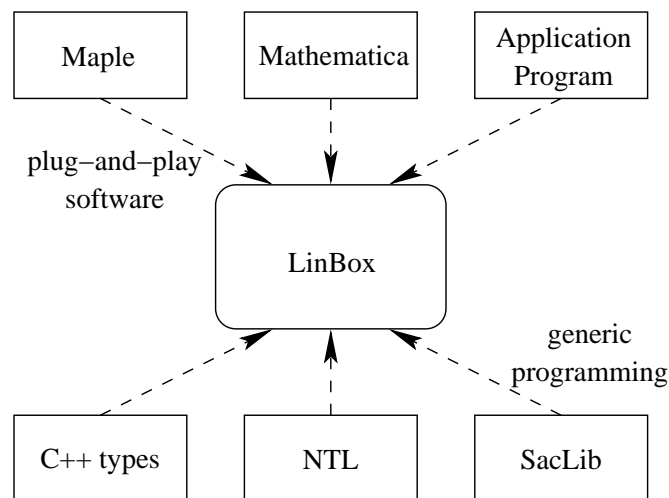 Maple
Mathematica
Application
Program
plug−and−play
software
LinBox
generic
programming
C++ types
NTL
SacLib